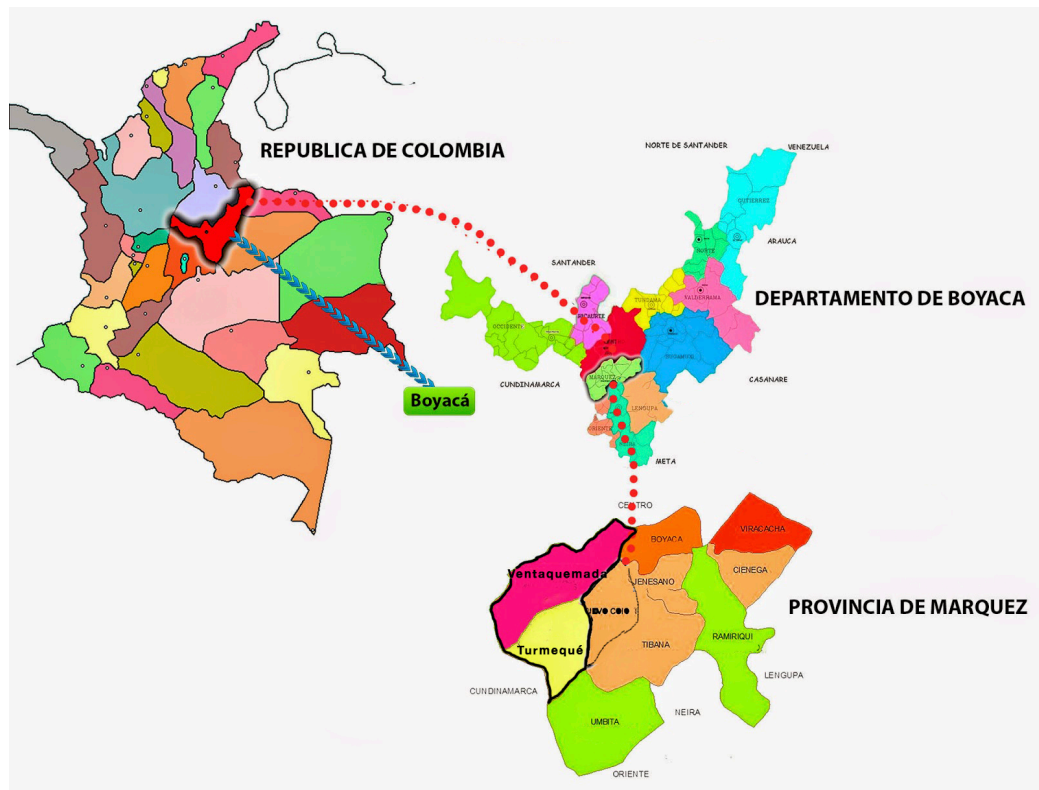 REPUBLICA DE COLOMBIA
NORTE DE SANTANDER
VENEZUELA
GUTIERREZ
ARAUCA
NORTE
SANTANDER
VALDERRAMA
DEPARTAMENTO DE BOYACA
TUNDAMA
OCCIDENTE
CUNDINAMARCA
MARQUEZ
CASANARE
Boyacá
LENGUPA
ORIENTE
META
CENTRO
VIRACACHA
BOYACA
CIENEGA
Ventaquemada
JENESANO
PROVINCIA DE MARQUEZ
RAMIRIQUI
TIBANA
Turmequé
LENGUPA
CUNDINAMARCA
NEIRA
UMBITA
ORIENTE